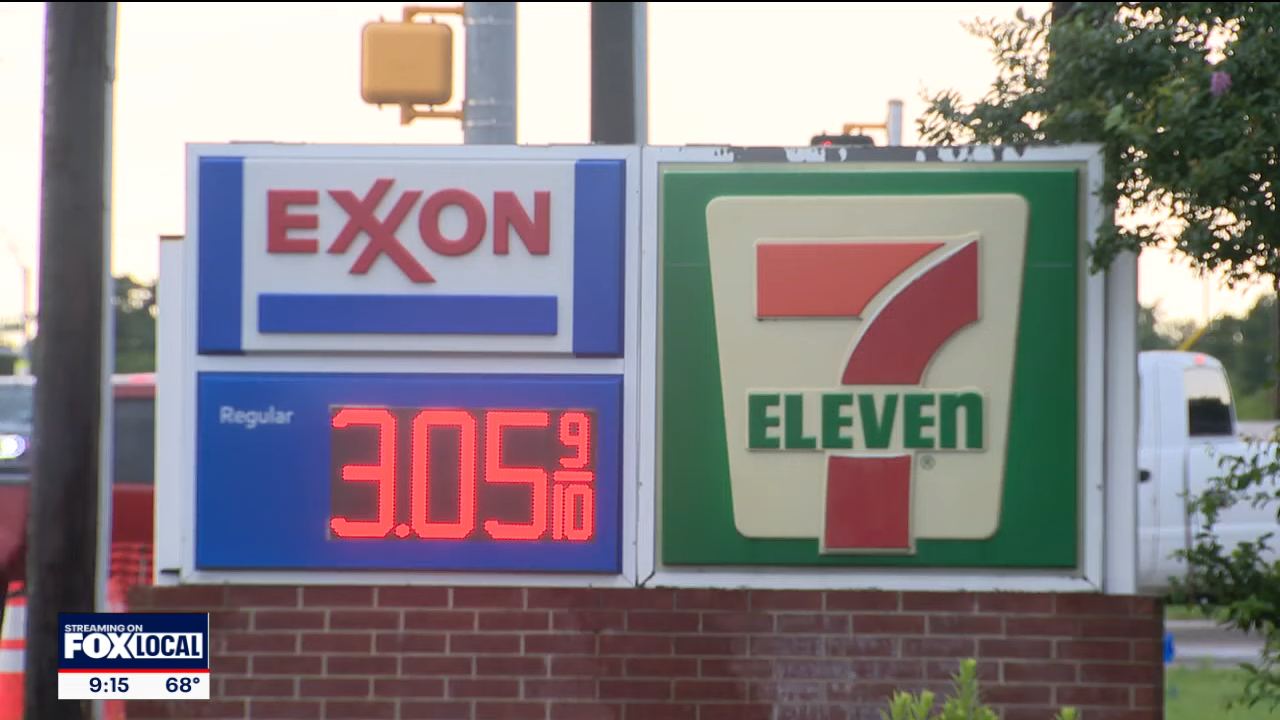 EXXON
Regular
3.05 9/10
7
ELEVEn
®
STREAMING ON
FOX LOCAL
9:15 68°